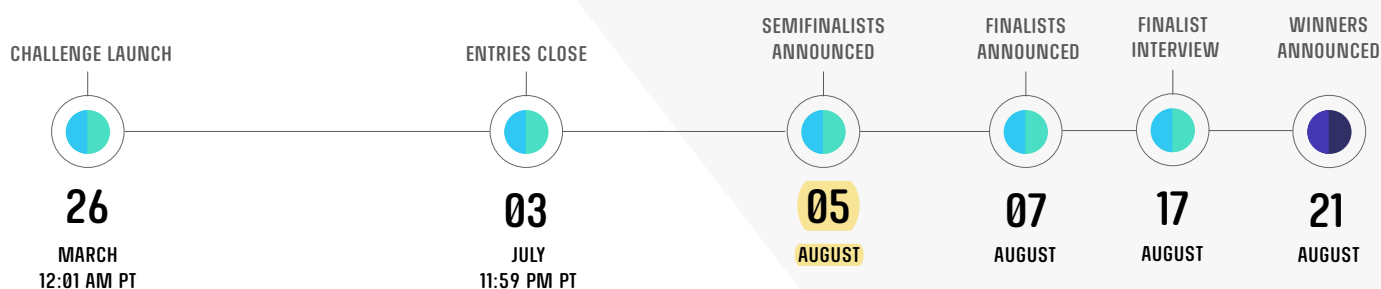 CHALLENGE LAUNCH
26
MARCH
12:01 AM PT
ENTRIES CLOSE
03
JULY
11:59 PM PT
SEMIFINALISTS
ANNOUNCED
05
AUGUST
FINALISTS
ANNOUNCED
07
AUGUST
FINALIST
INTERVIEW
17
AUGUST
WINNERS
ANNOUNCED
21
AUGUST